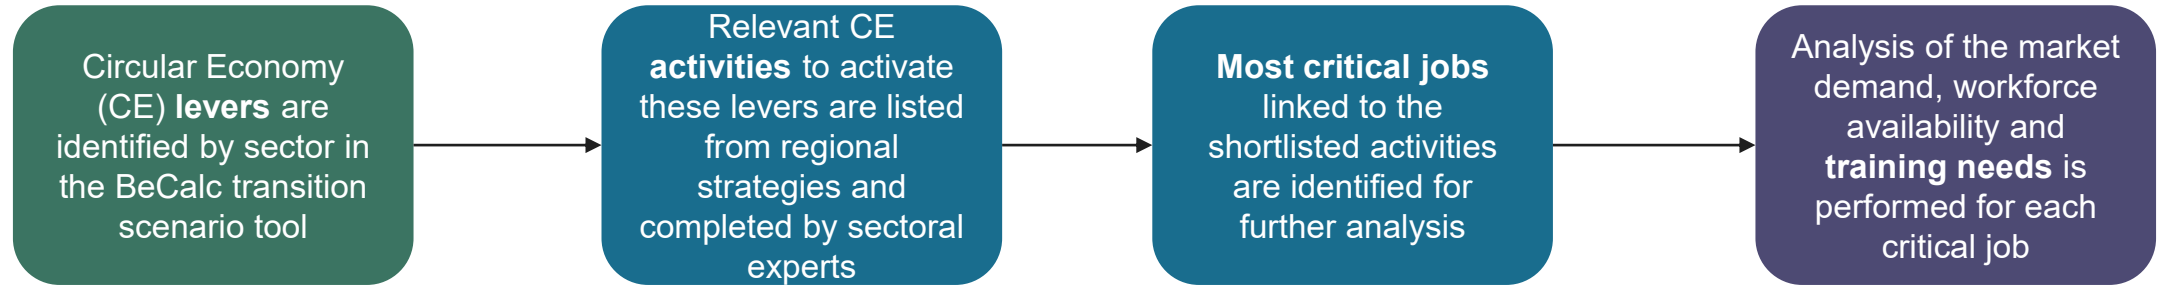 Circular Economy
(CE) levers are
identified by sector in
the BeCalc transition
scenario tool
Relevant CE
activities to activate
these levers are listed
from regional
strategies and
completed by sectoral
experts
Most critical jobs
linked to the
shortlisted activities
are identified for
further analysis
Analysis of the market
demand, workforce
availability and
training needs is
performed for each
critical job